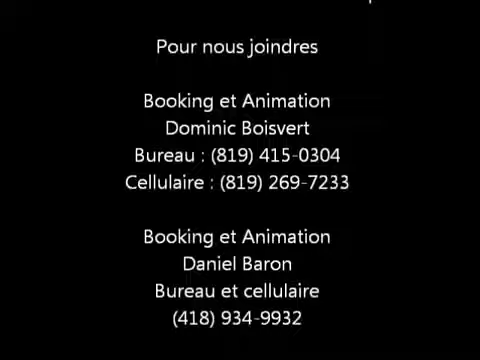 Pour nous joindres
Booking et Animation
Dominic Boisvert
Bureau : (819) 415-0304
Cellulaire : (819) 269-7233
Booking et Animation
Daniel Baron
Bureau et cellulaire
(418) 934-9932